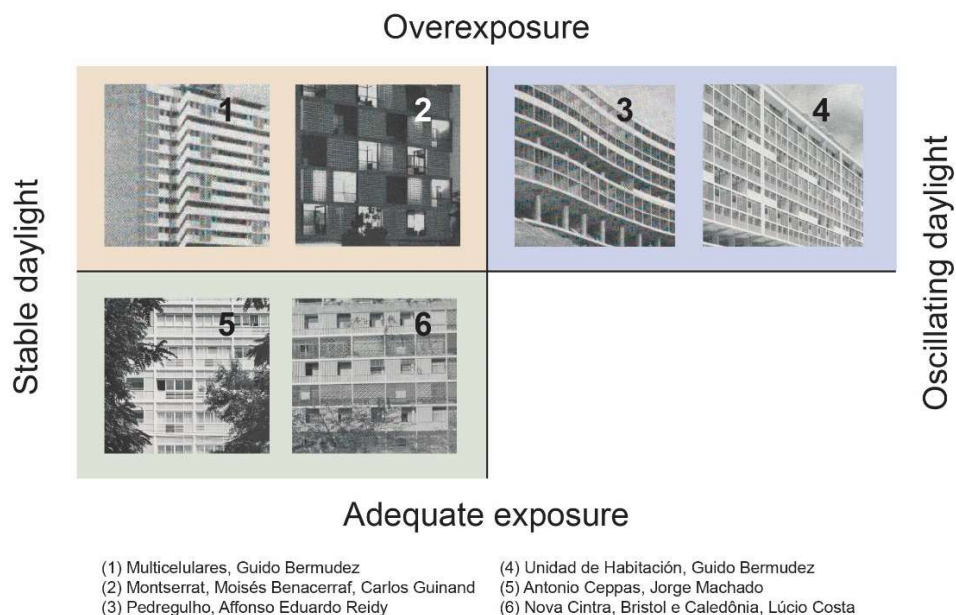 Overexposure
Stable daylight
1
2
3
4
5
6
Oscillating daylight
Adequate exposure
(1) Multicelulares, Guido Bermudez
(2) Montserrat, Moisés Benacerraf, Carlos Guinand
(3) Pedregulho, Affonso Eduardo Reidy
(4) Unidad de Habitación, Guido Bermudez
(5) Antonio Ceppas, Jorge Machado
(6) Nova Cintra, Bristol e Caledônia, Lúcio Costa